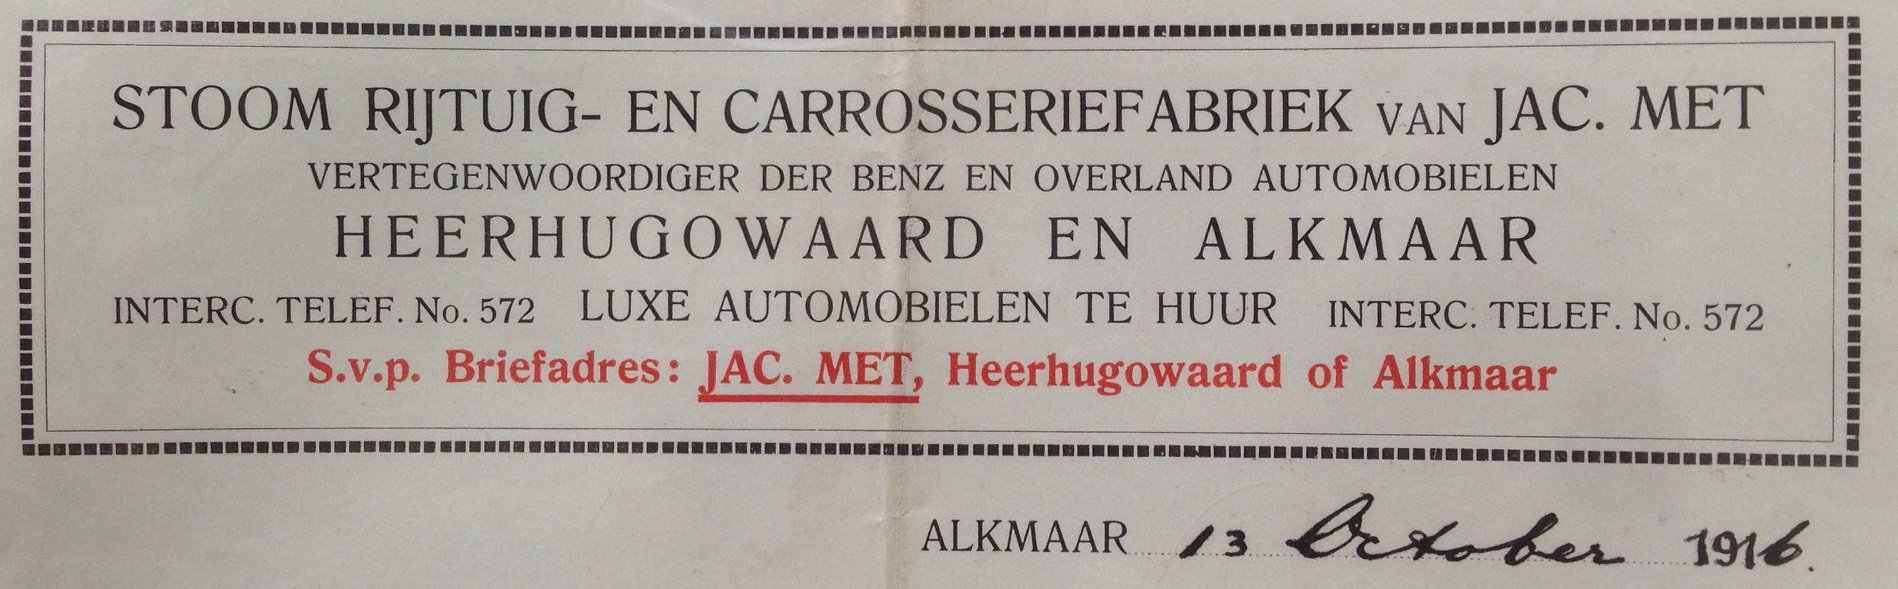 STOOM RIJTUIG- EN CARROSSERIEFABRIEK VAN JAC. MET
VERTEGENWOORDIGER DER BENZ EN OVERLAND AUTOMOBIELEN
HEERHUGOWAARD EN ALKMAAR
INTERC. TELEF. No. 572 LUXE AUTOMOBIELEN TE HUUR INTERC. TELEF. No. 572
S.v.p. Briefadres: JAC. MET, Heerhugowaard of Alkmaar
ALKMAAR 13 October 1916.